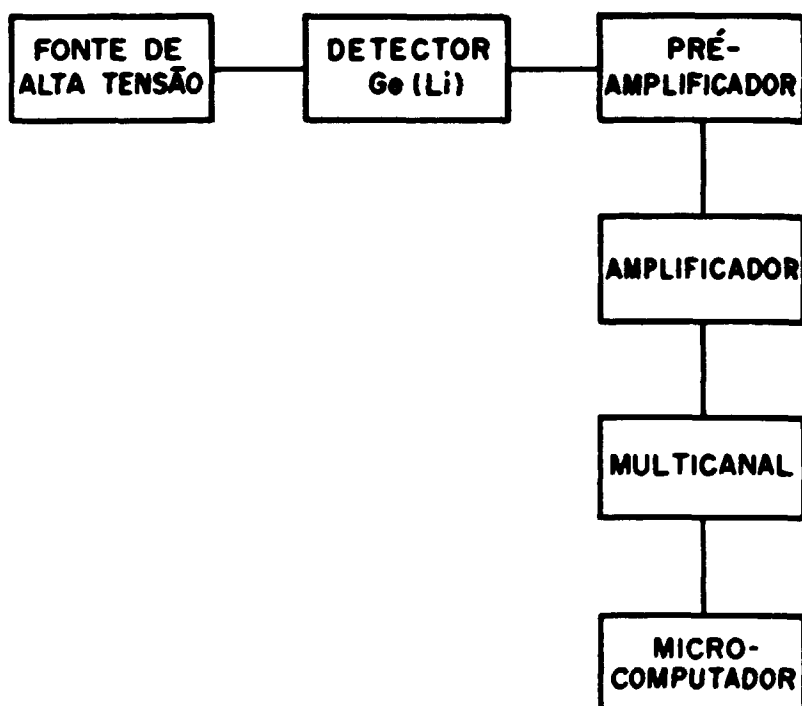 FONTE DE
ALTA TENSÃO
DETECTOR
Ge (Li)
PRÉ-
AMPLIFICADOR
AMPLIFICADOR
MULTICANAL
MICRO-
COMPUTADOR